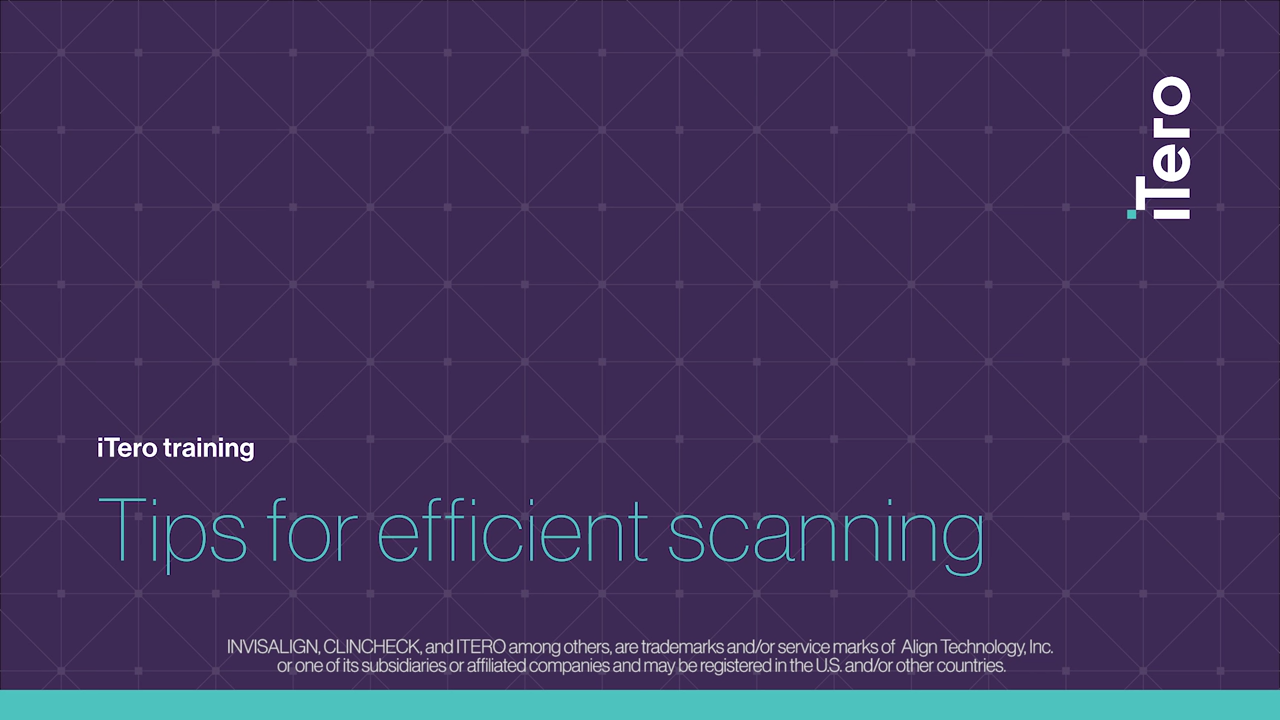 iTero
iTero training
Tips for efficient scanning
INVISALIGN, CLINCHECK, and ITERO among others, are trademarks and/or service marks of Align Technology, Inc.
or one of its subsidiaries or affiliated companies and may be registered in the U.S. and/or other countries.